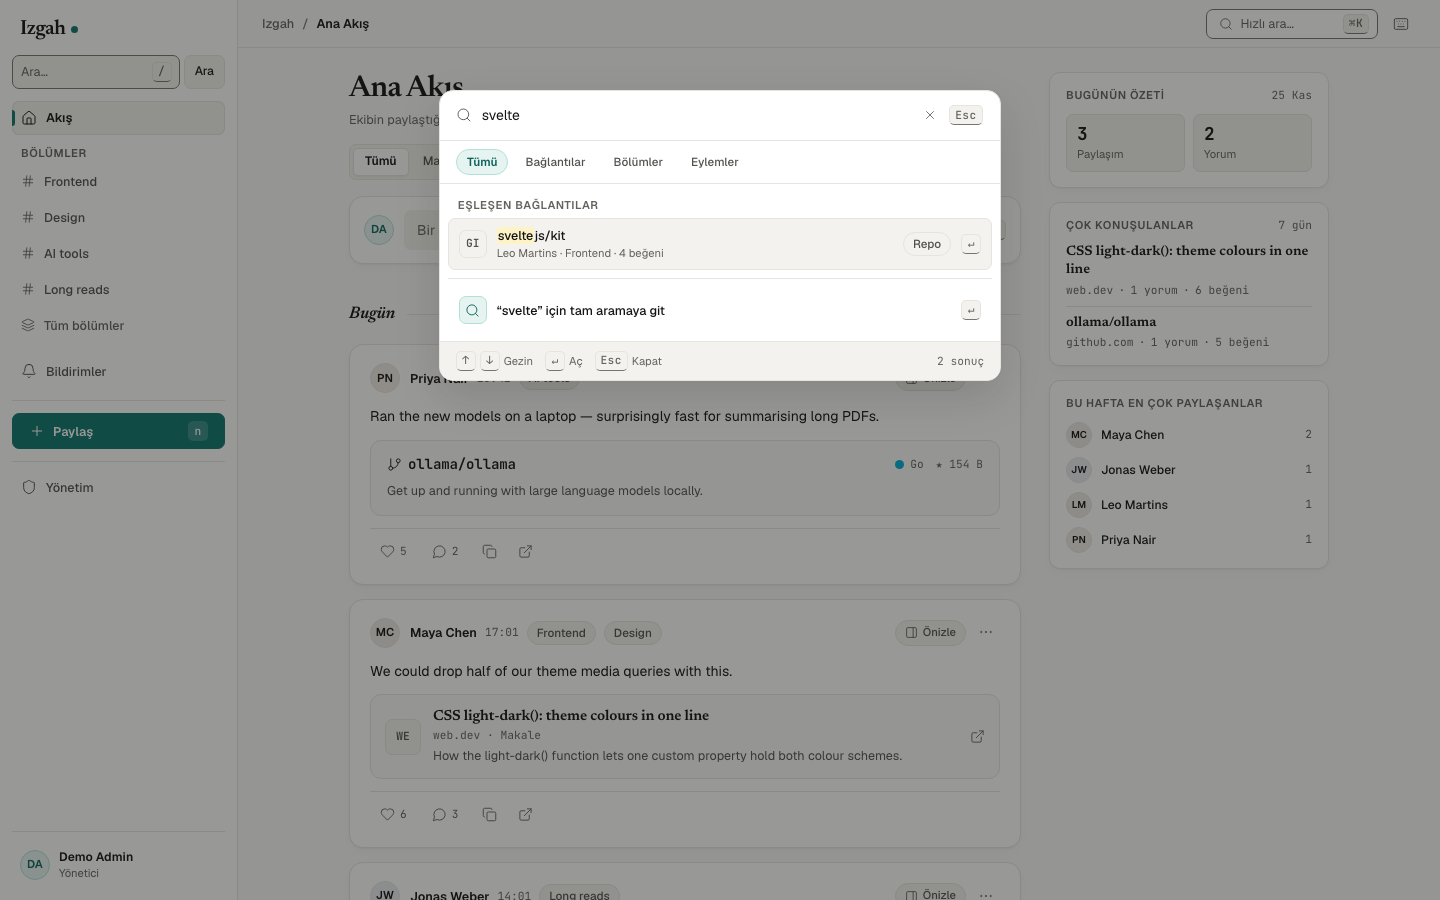 Izgah
Ara…
/
Ara
Akış
BÖLÜMLER
Frontend
Design
AI tools
Long reads
Tüm bölümler
Bildirimler
Paylaş
n
Yönetim
DA
Demo Admin
Yönetici
Izgah / Ana Akış
Hızlı ara…
⌘K
Ana Akış
Ekibin paylaştığ
Tümü
DA
Bir
svelte
Esc
Tümü
Bağlantılar
Bölümler
Eylemler
EŞLEŞEN BAĞLANTILAR
GI
sveltejs/kit
Leo Martins · Frontend · 4 beğeni
Repo
↵
“svelte” için tam aramaya git
↵
↑ ↓ Gezin ↵ Aç Esc Kapat
2 sonuç
Bugün
PN
Priya Nair
Ran the new models on a laptop — surprisingly fast for summarising long PDFs.
ollama/ollama
Go ★ 154 B
Get up and running with large language models locally.
5
2
MC
Maya Chen 17:01
Frontend
Design
Önizle
We could drop half of our theme media queries with this.
WE
CSS light-dark(): theme colours in one line
web.dev · Makale
How the light-dark() function lets one custom property hold both colour schemes.
6
3
JW
Jonas Weber 14:01
Long reads
Önizle
BUGÜNÜN ÖZETİ
25 Kas
3
Paylaşım
2
Yorum
ÇOK KONUŞULANLAR
7 gün
CSS light-dark(): theme colours in one
line
web.dev · 1 yorum · 6 beğeni
ollama/ollama
github.com · 1 yorum · 5 beğeni
BU HAFTA EN ÇOK PAYLAŞANLAR
MC Maya Chen 2
JW Jonas Weber 1
LM Leo Martins 1
PN Priya Nair 1